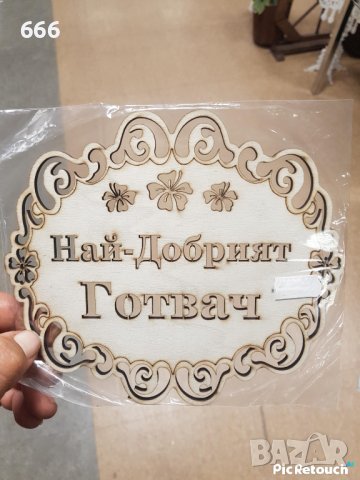 666
Най-Добрият
Готвач
BAZAR
PicRetouch